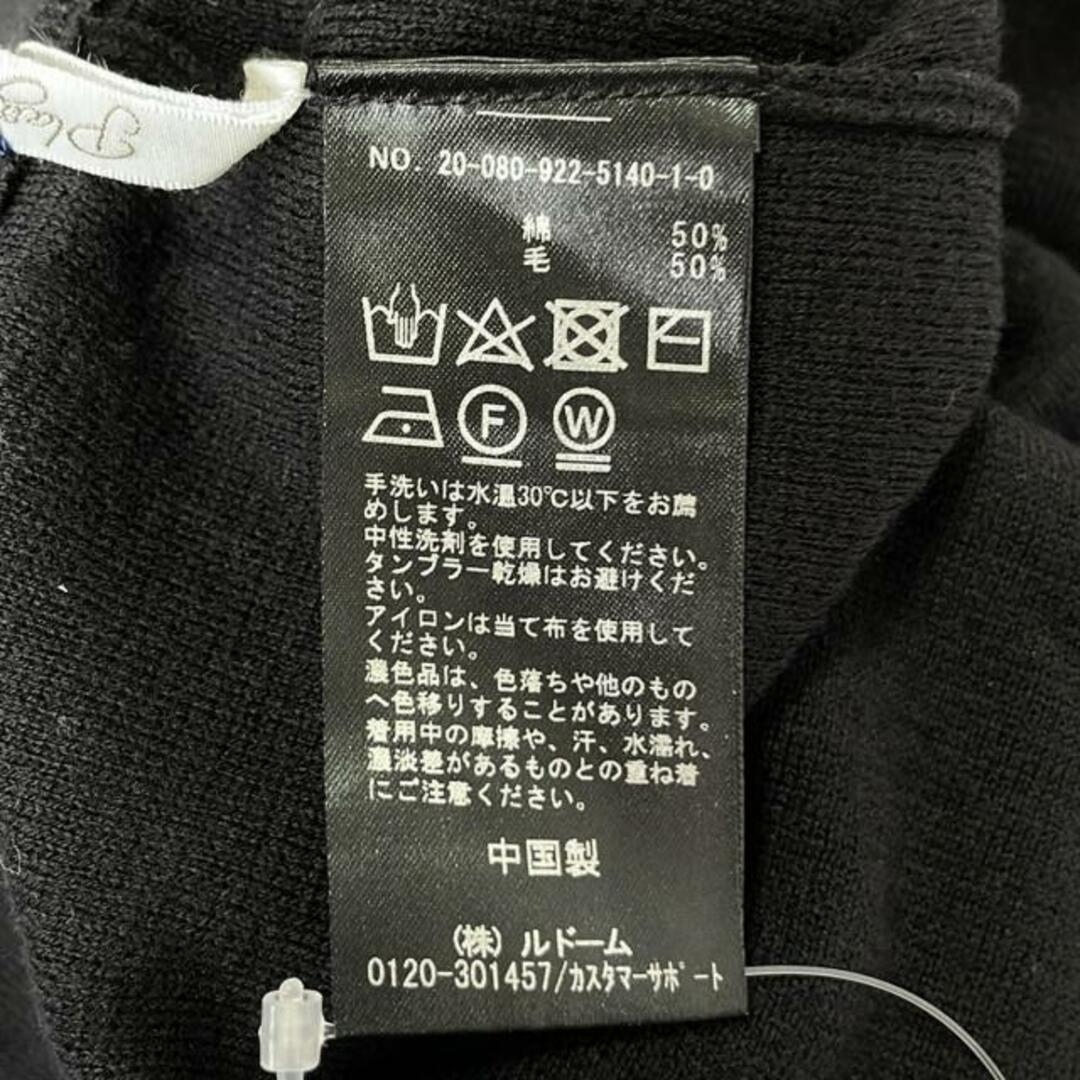 NO. 20-080-922-5140-1-0
綿 50%
毛 50%
F W
手洗いは水温30℃以下をお薦
めします。
中性洗剤を使用してください。
タンブラー乾燥はお避けくだ
さい。
アイロンは当て布を使用して
ください。
濃色品は、色落ちや他のもの
へ色移りすることがあります。
着用中の摩擦や、汗、水濡れ、
濃淡差があるものとの重ね着
にご注意ください。
中国製
(株)ルドーム
0120-301457/カスタマーサポート